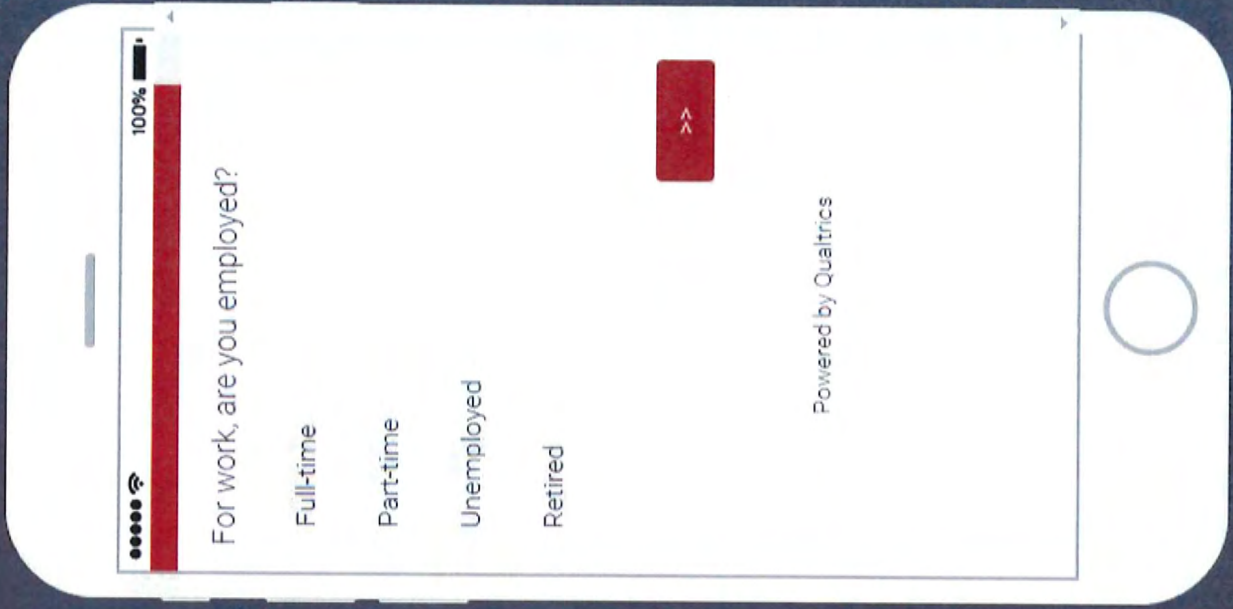 100%
For work, are you employed?
Full-time
Part-time
Unemployed
Retired
>>
Powered by Qualtrics